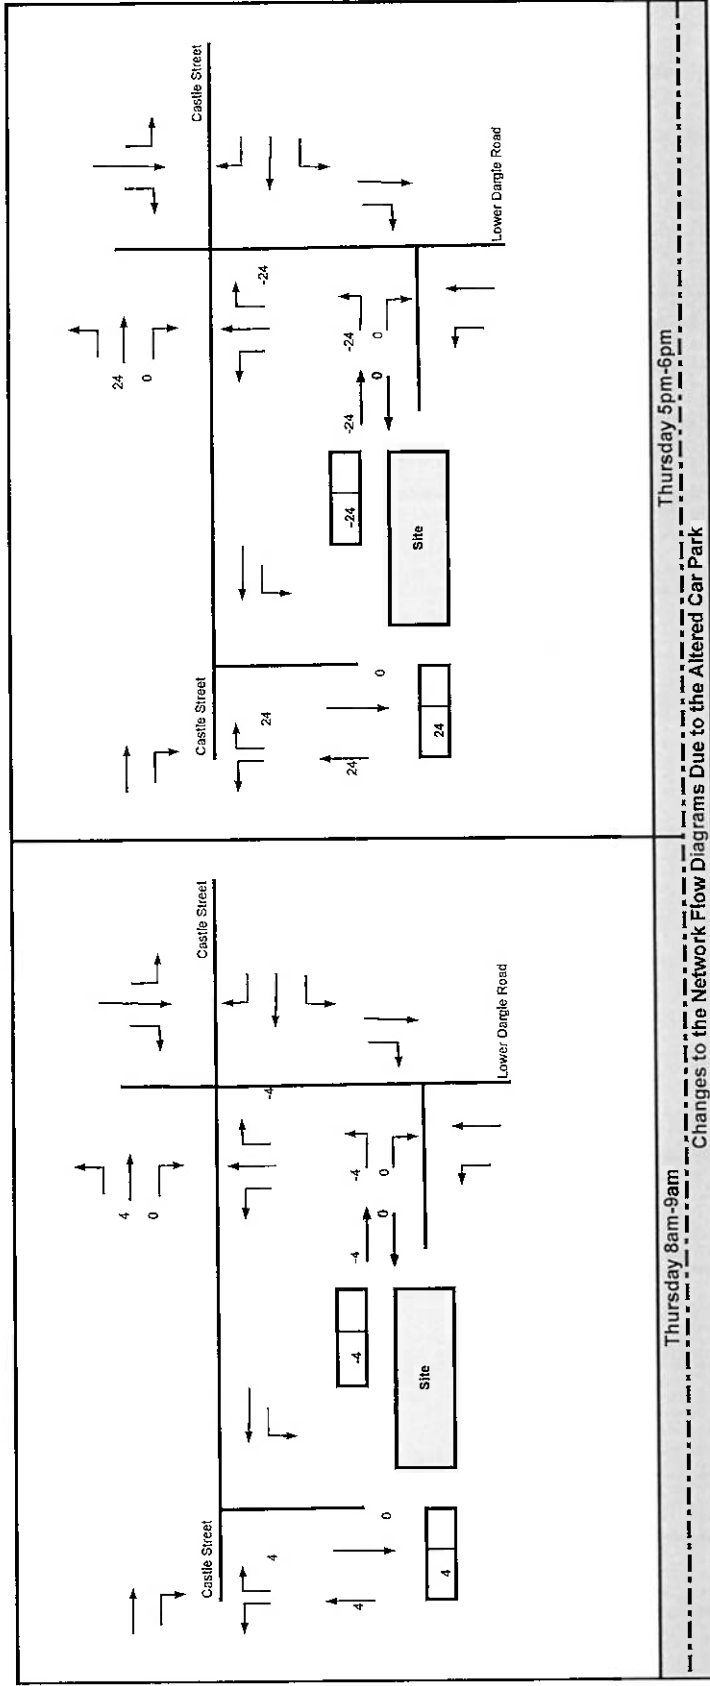 Castle Street
Castle Street
Lower Dargle Road
4
0
4
4
0
4
-4
Site
-4
0
-4
0
-4
Thursday 8am-9am
Castle Street
Castle Street
Lower Dargle Road
24
0
24
24
0
24
-24
Site
-24
0
-24
0
-24
Thursday 5pm-6pm
Changes to the Network Flow Diagrams Due to the Altered Car Park